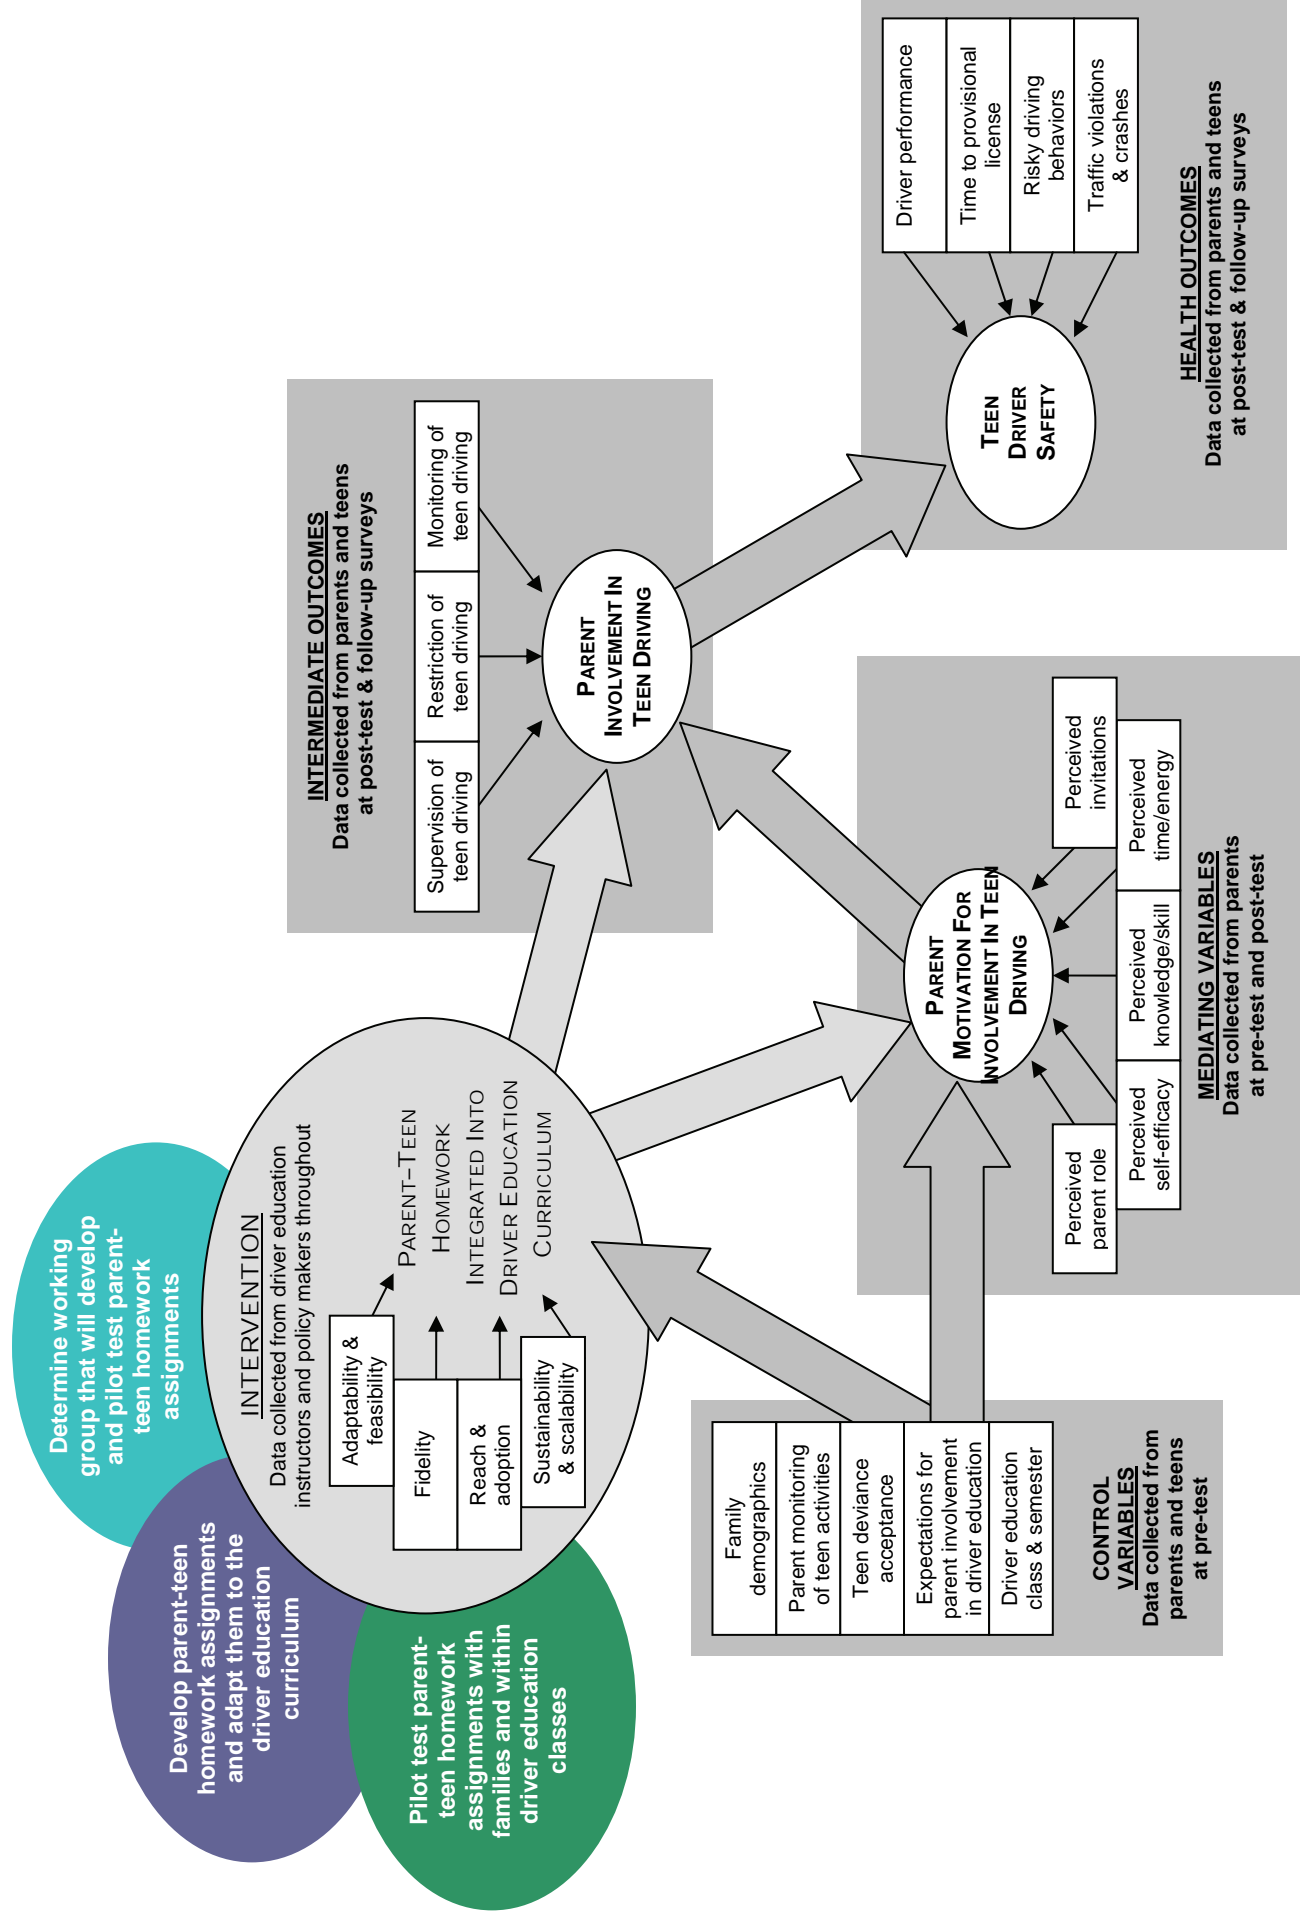 Determine working
group that will develop
and pilot test parent-
teen homework
assignments
Develop parent-teen
homework assignments
and adapt them to the
driver education
curriculum
Pilot test parent-
teen homework
assignments with
families and within
driver education
classes
INTERVENTION
Data collected from driver education
instructors and policy makers throughout
Adaptability &
feasibility
Fidelity
Reach &
adoption
Sustainability
& scalability
PARENT-TEEN
HOMEWORK
INTEGRATED INTO
DRIVER EDUCATION
CURRICULUM
INTERMEDIATE OUTCOMES
Data collected from parents and teens
at post-test & follow-up surveys
Supervision of
teen driving
Restriction of
teen driving
Monitoring of
teen driving
PARENT
INVOLVEMENT IN
TEEN DRIVING
Family
demographics
Parent monitoring
of teen activities
Teen deviance
acceptance
Expectations for
parent involvement
in driver education
Driver education
class & semester
CONTROL
VARIABLES
Data collected from
parents and teens
at pre-test
PARENT
MOTIVATION FOR
INVOLVEMENT IN TEEN
DRIVING
Perceived
parent role
Perceived
self-efficacy
Perceived
knowledge/skill
Perceived
time/energy
Perceived
invitations
MEDIATING VARIABLES
Data collected from parents
at pre-test and post-test
Driver performance
Time to provisional
license
Risky driving
behaviors
Traffic violations
& crashes
TEEN
DRIVER
SAFETY
HEALTH OUTCOMES
Data collected from parents and teens
at post-test & follow-up surveys